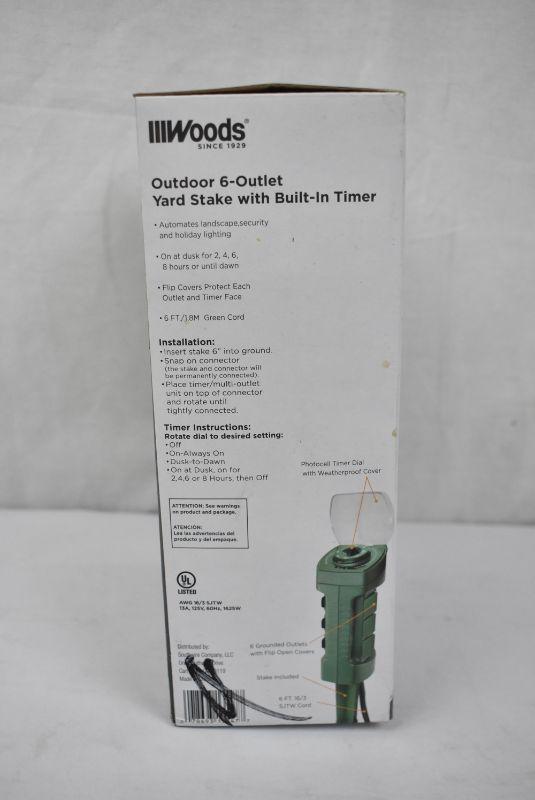 Woods®
SINCE 1929
Outdoor 6-Outlet
Yard Stake with Built-In Timer
• Automates landscape,security
and holiday lighting
• On at dusk for 2, 4, 6,
8 hours or until dawn
• Flip Covers Protect Each
Outlet and Timer Face
• 6 FT./1.8M Green Cord
Installation:
• Insert stake 6" into ground.
• Snap on connector
(the stake and connector will
be permanently connected).
• Place timer/multi-outlet
unit on top of connector
and rotate until
tightly connected.
Timer Instructions:
Rotate dial to desired setting:
• Off
• On-Always On
• Dusk-to-Dawn
• On at Dusk, on for
2,4,6 or 8 Hours, then Off
Photocell Timer Dial
with Weatherproof Cover
ATTENTION: See warnings
on product and package.
ATENCIÓN:
Lea las advertencias del
producto y del empaque.
UL
LISTED
AWG 16/3 SJTW
13A, 125V, 60Hz, 1625W
6 Grounded Outlets
with Flip Open Covers
Stake Included
6 FT 16/3
SJTW Cord
Distributed by:
Southwire Company, LLC
Made